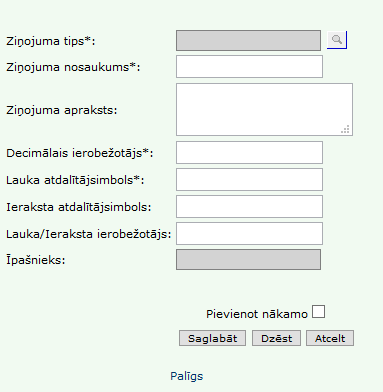 Ziņojuma tips*:
Ziņojuma nosaukums*:
Ziņojuma apraksts:
Decimālais ierobežotājs*:
Lauka atdalītājsimbols*:
Ieraksta atdalītājsimbols:
Lauka/Ieraksta ierobežotājs:
Īpašnieks:
Pievienot nākamo
Saglabāt Dzēst Atcelt
Palīgs